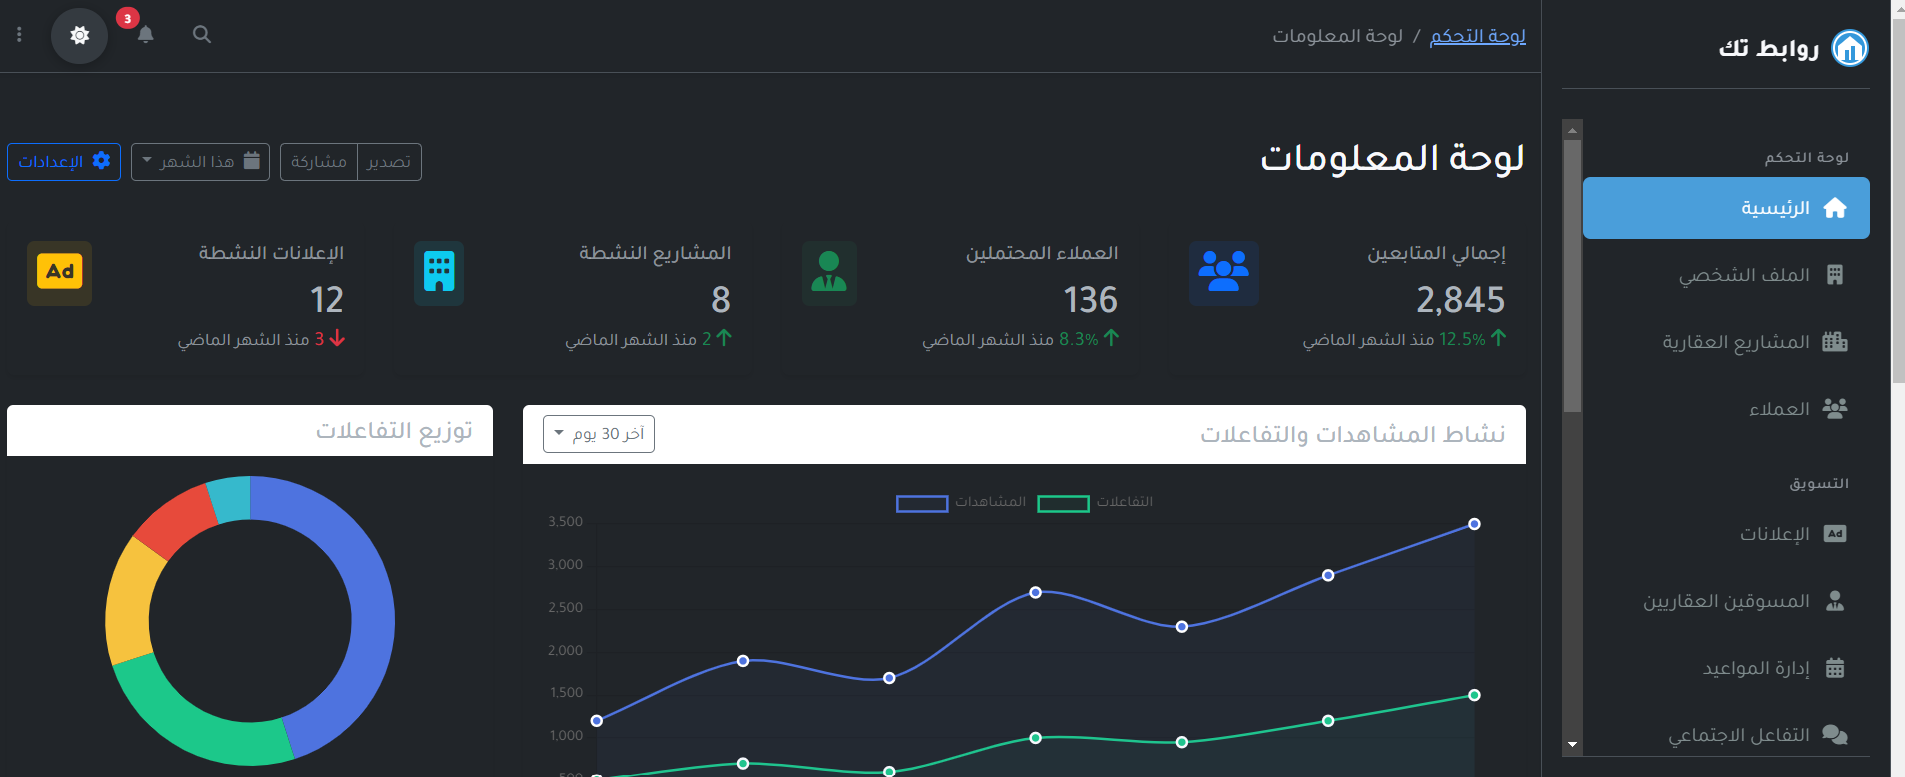 روابط تك
لوحة التحكم
الرئيسية
الملف الشخصي
المشاريع العقارية
العملاء
التسويق
الإعلانات
Ad
المسوقين العقاريين
إدارة المواعيد
التفاعل الاجتماعي
لوحة التحكم / لوحة المعلومات
3
لوحة المعلومات
تصدير
مشاركة
هذا الشهر
الإعدادات
إجمالي المتابعين
2,845
12.5% منذ الشهر الماضي
العملاء المحتملين
136
8.3% منذ الشهر الماضي
المشاريع النشطة
8
2 منذ الشهر الماضي
الإعلانات النشطة
12
3 منذ الشهر الماضي
Ad
نشاط المشاهدات والتفاعلات
آخر 30 يوم
التفاعلات
المشاهدات
3,500
3,000
2,500
2,000
1,500
1,000
500
توزيع التفاعلات